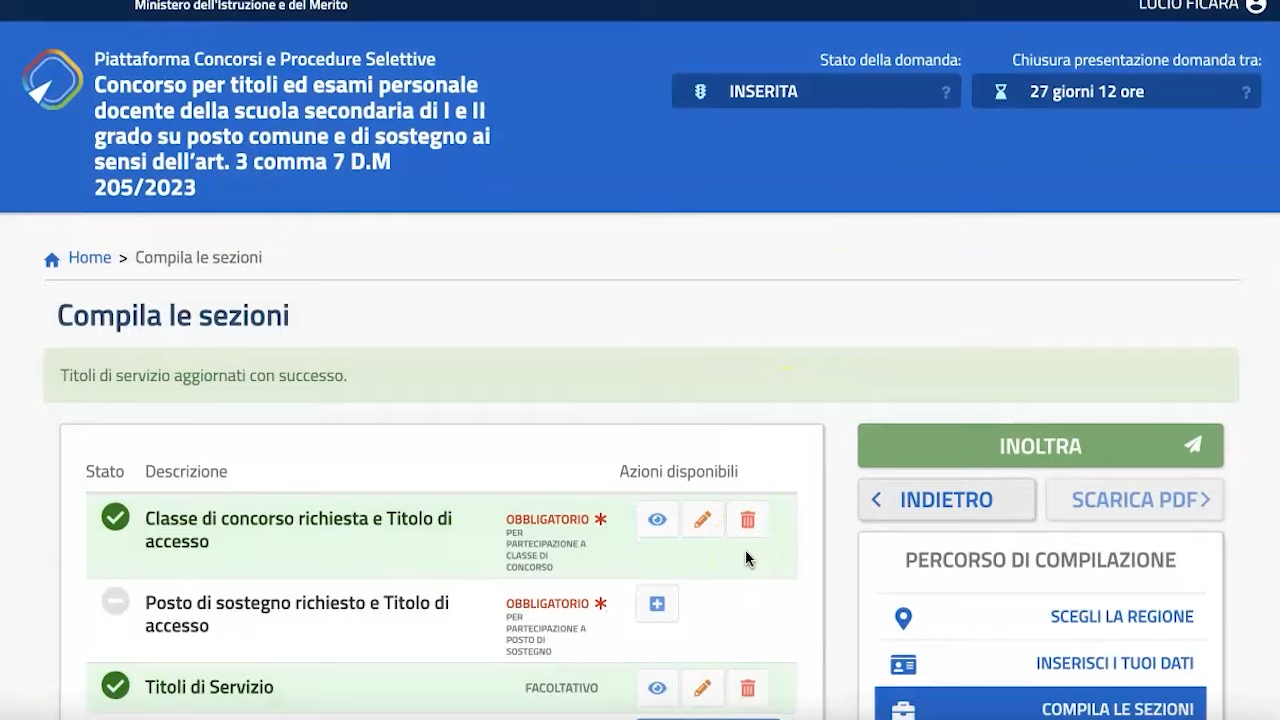 Ministero dell'Istruzione e del Merito
LUCIO FICARA
Piattaforma Concorsi e Procedure Selettive
Concorso per titoli ed esami personale
docente della scuola secondaria di I e II
grado su posto comune e di sostegno ai
sensi dell'art. 3 comma 7 D.M
205/2023
Stato della domanda:
INSERITA ?
Chiusura presentazione domanda tra:
27 giorni 12 ore ?
Home > Compila le sezioni
Compila le sezioni
Titoli di servizio aggiornati con successo.
Stato Descrizione Azioni disponibili
Classe di concorso richiesta e Titolo di
accesso
OBBLIGATORIO *
PER
PARTECIPAZIONE A
CLASSE DI
CONCORSO
Posto di sostegno richiesto e Titolo di
accesso
OBBLIGATORIO *
PER
PARTECIPAZIONE A
POSTO DI
SOSTEGNO
Titoli di Servizio
FACOLTATIVO
INOLTRA
INDIETRO
SCARICA PDF
PERCORSO DI COMPILAZIONE
SCEGLI LA REGIONE
INSERISCI I TUOI DATI
COMPILA LE SEZIONI